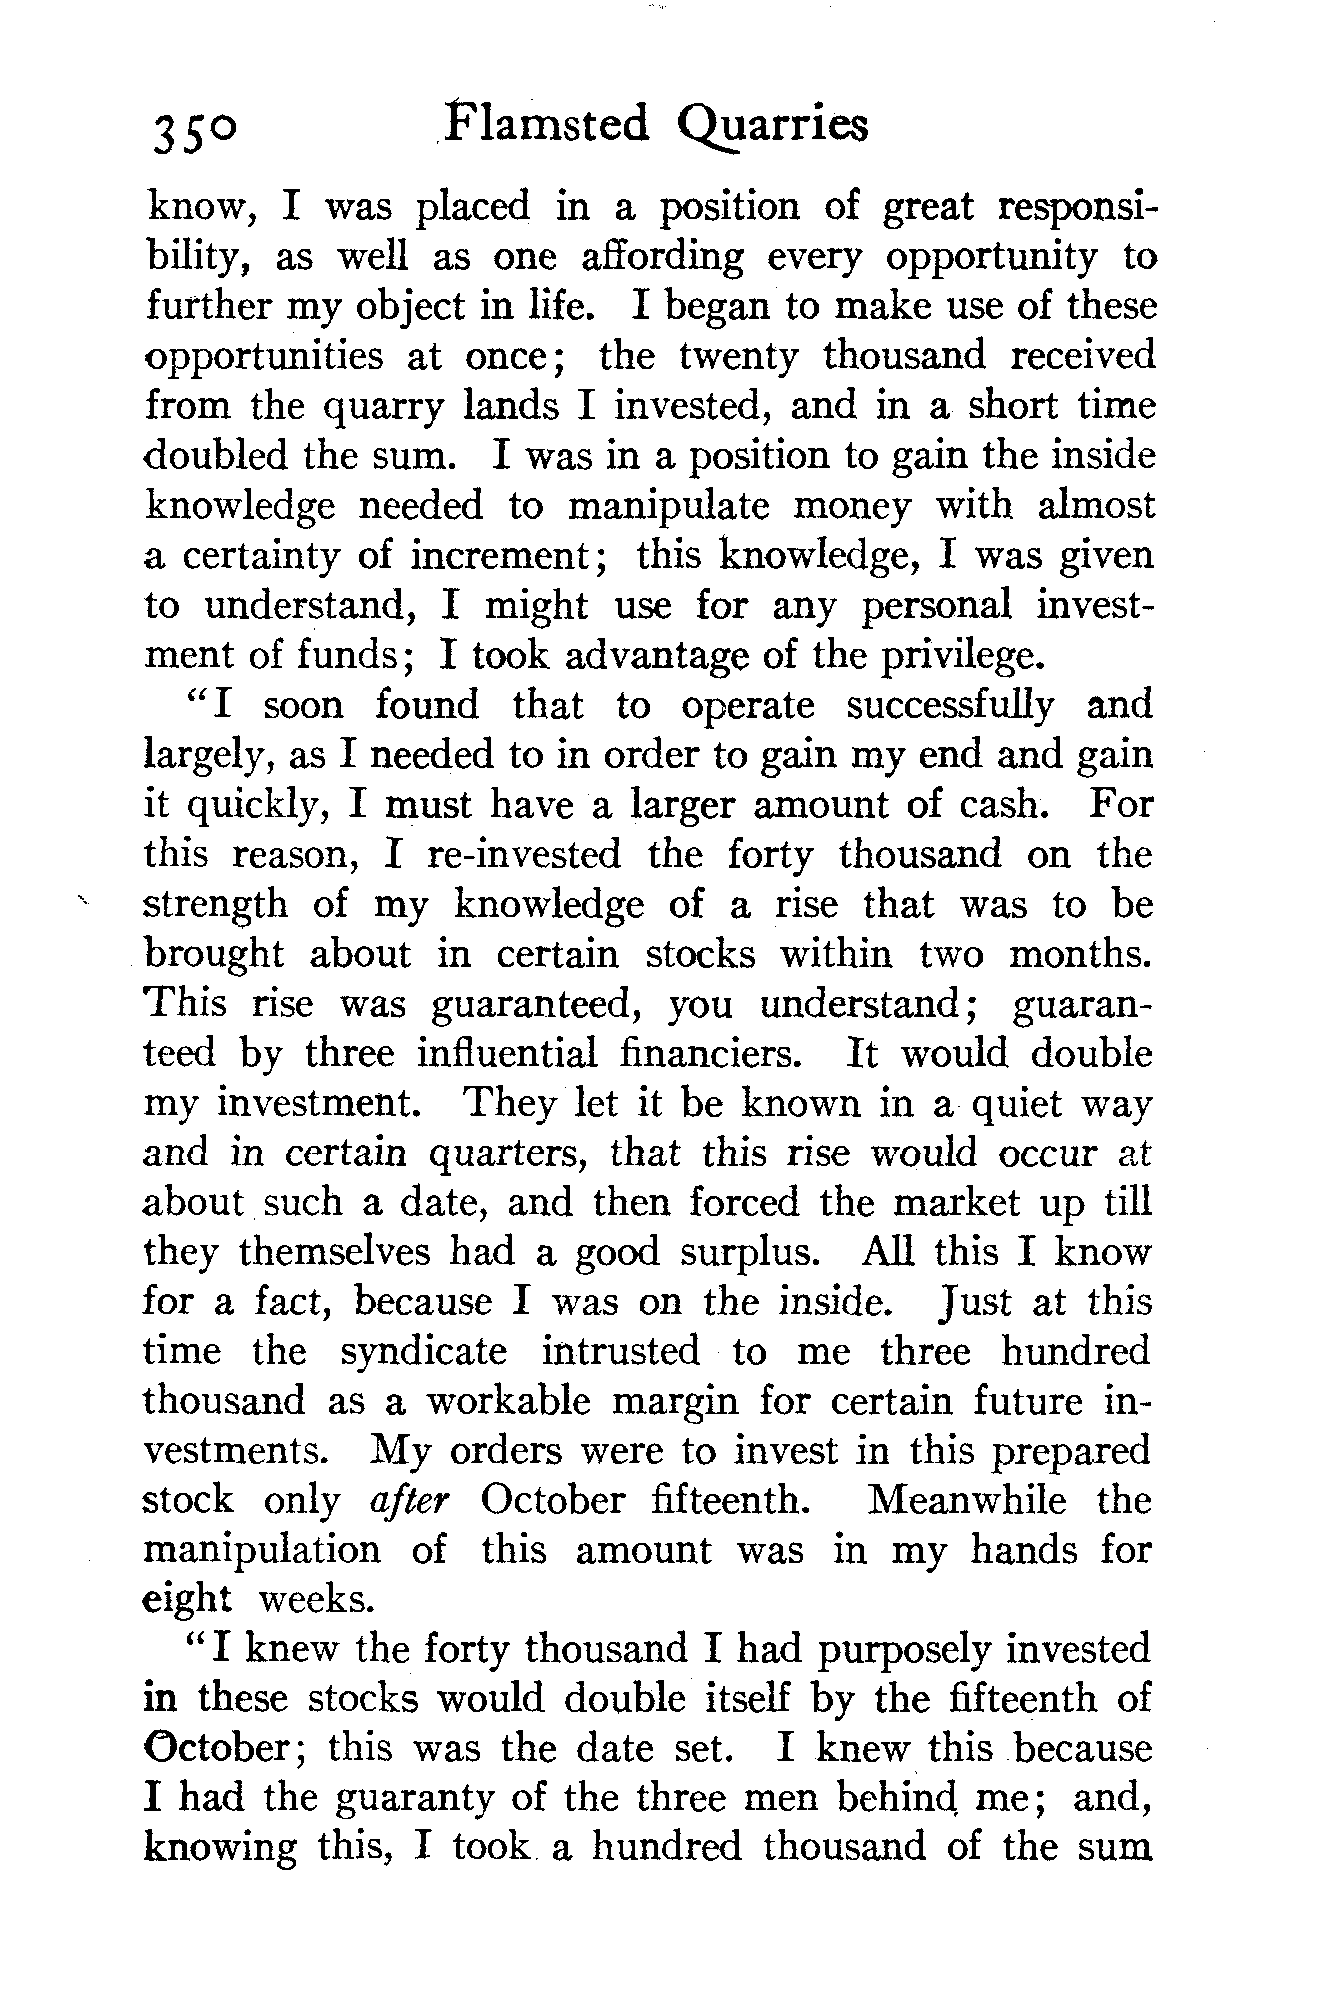 350 Flamsted Quarries
know, I was placed in a position of great responsi-
bility, as well as one affording every opportunity to
further my object in life. I began to make use of these
opportunities at once; the twenty thousand received
from the quarry lands I invested, and in a short time
doubled the sum. I was in a position to gain the inside
knowledge needed to manipulate money with almost
a certainty of increment; this knowledge, I was given
to understand, I might use for any personal invest-
ment of funds; I took advantage of the privilege.
"I soon found that to operate successfully and
largely, as I needed to in order to gain my end and gain
it quickly, I must have a larger amount of cash. For
this reason, I re-invested the forty thousand on the
strength of my knowledge of a rise that was to be
brought about in certain stocks within two months.
This rise was guaranteed, you understand; guaran-
teed by three influential financiers. It would double
my investment. They let it be known in a quiet way
and in certain quarters, that this rise would occur at
about such a date, and then forced the market up till
they themselves had a good surplus. All this I know
for a fact, because I was on the inside. Just at this
time the syndicate intrusted to me three hundred
thousand as a workable margin for certain future in-
vestments. My orders were to invest in this prepared
stock only after October fifteenth. Meanwhile the
manipulation of this amount was in my hands for
eight weeks.
"I knew the forty thousand I had purposely invested
in these stocks would double itself by the fifteenth of
October; this was the date set. I knew this because
I had the guaranty of the three men behind me; and,
knowing this, I took a hundred thousand of the sum